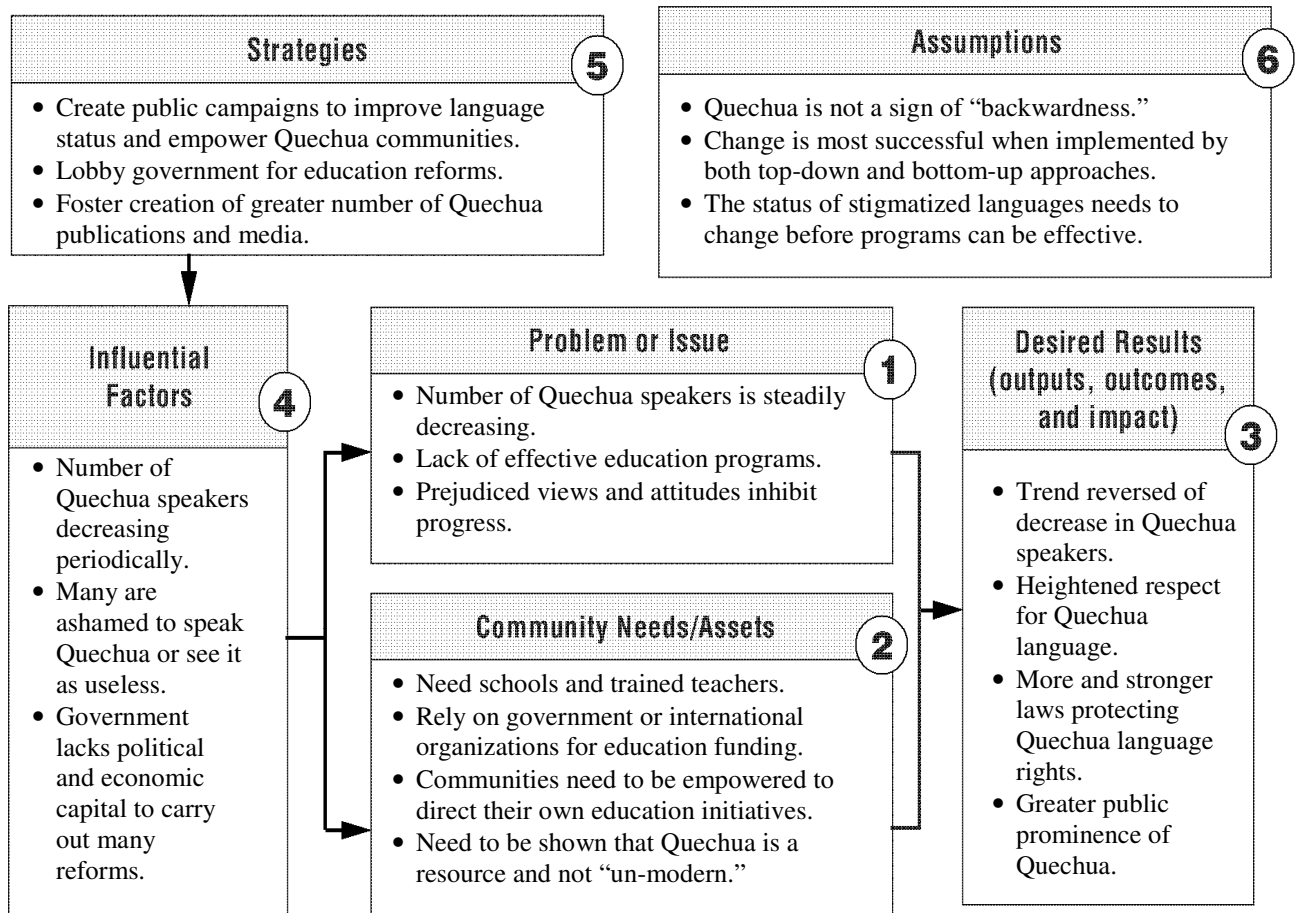 Strategies
5
• Create public campaigns to improve language
status and empower Quechua communities.
• Lobby government for education reforms.
• Foster creation of greater number of Quechua
publications and media.
Assumptions
6
• Quechua is not a sign of “backwardness.”
• Change is most successful when implemented by
both top-down and bottom-up approaches.
• The status of stigmatized languages needs to
change before programs can be effective.
Influential
Factors
4
• Number of
Quechua speakers
decreasing
periodically.
• Many are
ashamed to speak
Quechua or see it
as useless.
• Government
lacks political
and economic
capital to carry
out many
reforms.
Problem or Issue
1
• Number of Quechua speakers is steadily
decreasing.
• Lack of effective education programs.
• Prejudiced views and attitudes inhibit
progress.
Community Needs/Assets
2
• Need schools and trained teachers.
• Rely on government or international
organizations for education funding.
• Communities need to be empowered to
direct their own education initiatives.
• Need to be shown that Quechua is a
resource and not “un-modern.”
Desired Results
(outputs, outcomes,
and impact)
3
• Trend reversed of
decrease in Quechua
speakers.
• Heightened respect
for Quechua
language.
• More and stronger
laws protecting
Quechua language
rights.
• Greater public
prominence of
Quechua.